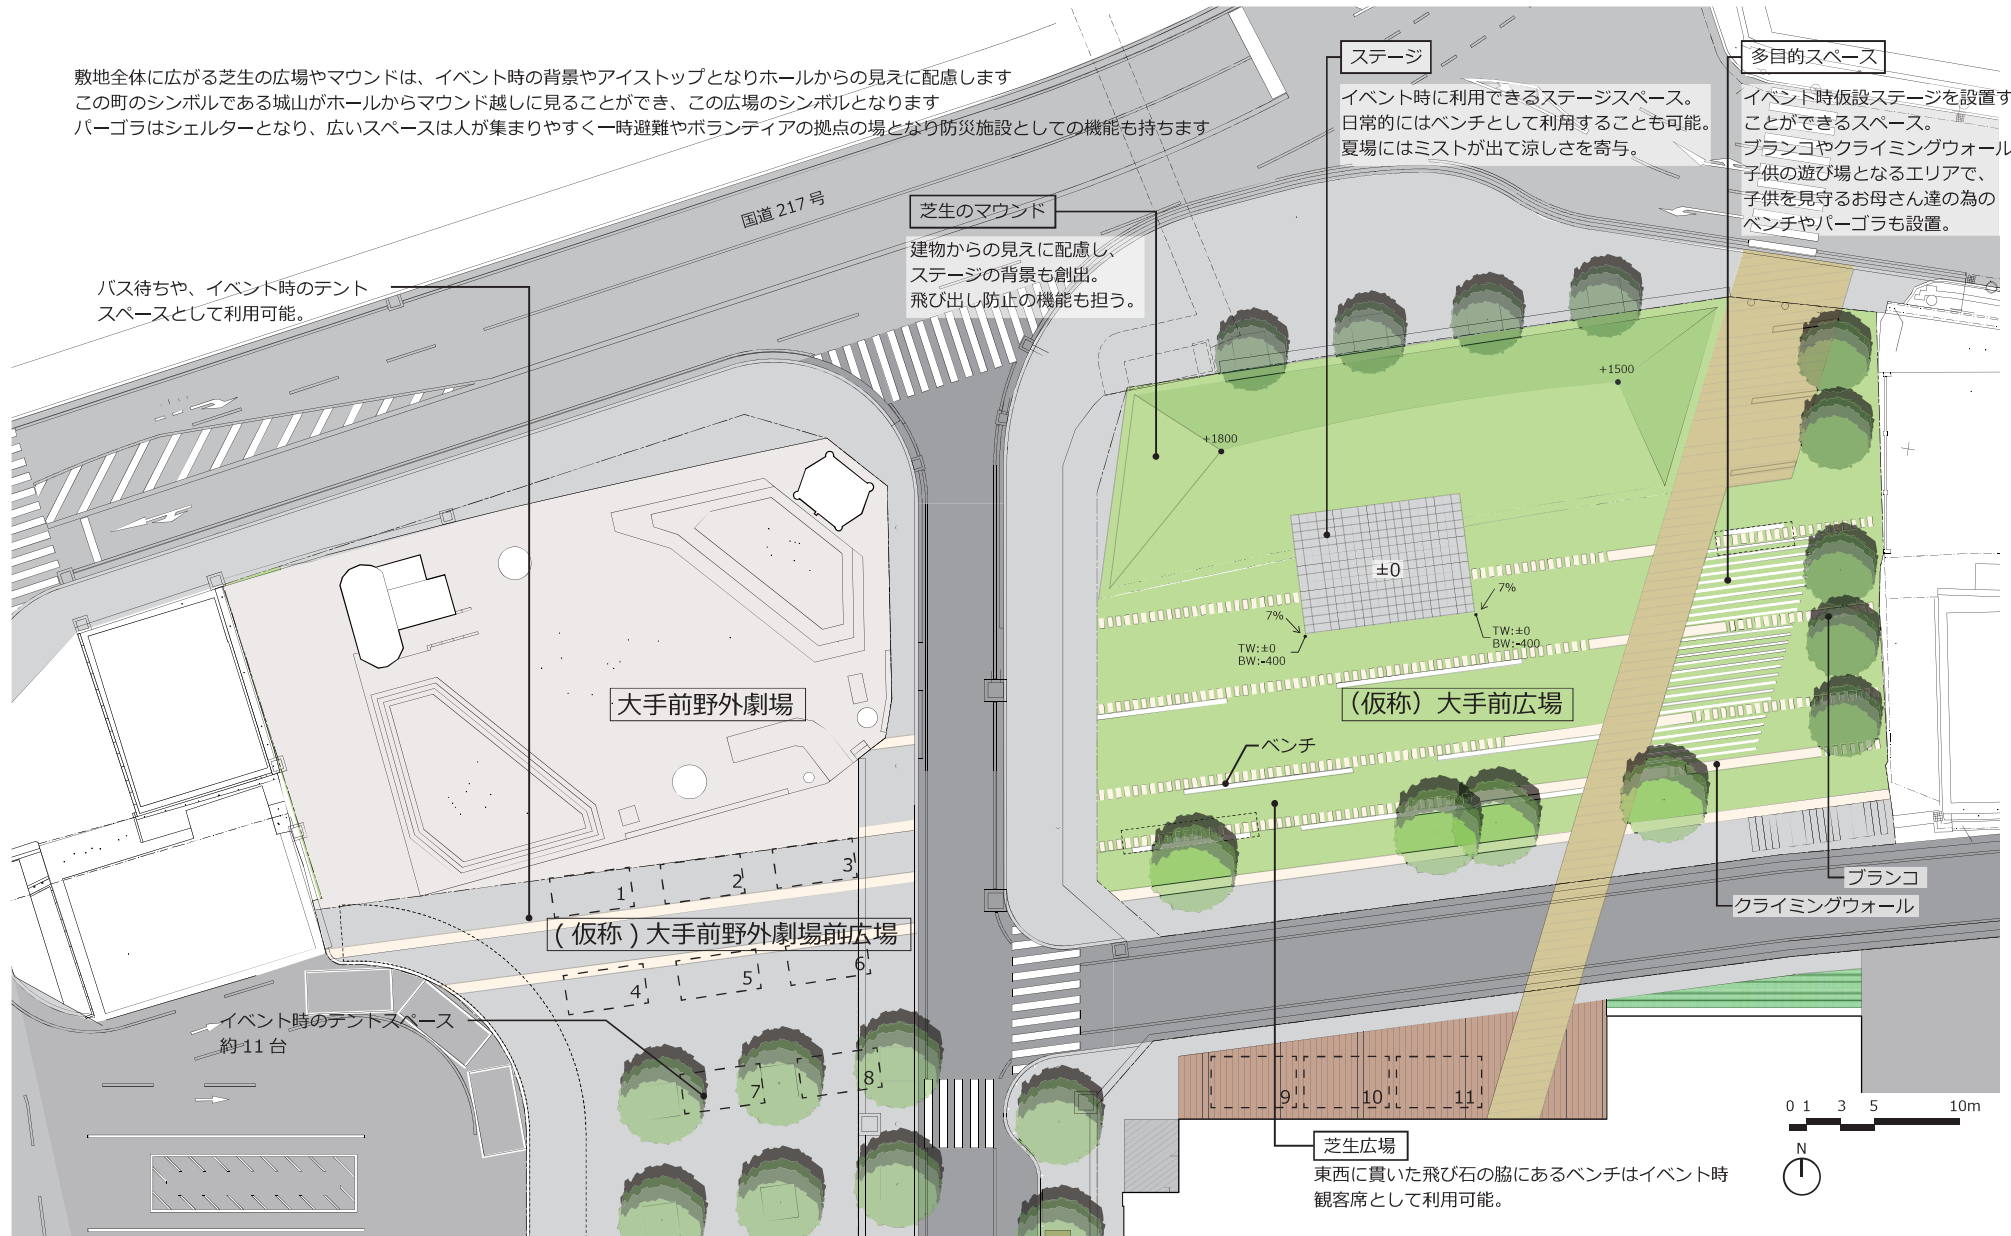 敷地全体に広がる芝生の広場やマウンドは、イベント時の背景やアイストップとなりホールからの見えに配慮します
この町のシンボルである城山がホールからマウンド越しに見ることができ、この広場のシンボルとなります
パーゴラはシェルターとなり、広いスペースは人が集まりやすく一時避難やボランティアの拠点の場となり防災施設としての機能も持ちます
ステージ
イベント時に利用できるステージスペース。
日常的にはベンチとして利用することも可能。
夏場にはミストが出て涼しさを寄与。
多目的スペース
イベント時仮設ステージを設置す
ことができるスペース。
ブランコやクライミングウォール
子供の遊び場となるエリアで、
子供を見守るお母さん達の為の
ベンチやパーゴラも設置。
国道 217 号
芝生のマウンド
建物からの見えに配慮し、
ステージの背景も創出。
飛び出し防止の機能も担う。
バス待ちや、イベント時のテント
スペースとして利用可能。
+1500
+1800
±0
7%
7%
TW:±0
BW:-400
TW:±0
BW:-400
大手前野外劇場
（仮称）大手前広場
ベンチ
1
2
3
ブランコ
クライミングウォール
( 仮称 ) 大手前野外劇場前広場
4
5
6
イベント時のテントスペース
約 11 台
7
8
9
10
11
0 1 3 5 10m
N
芝生広場
東西に貫いた飛び石の脇にあるベンチはイベント時
観客席として利用可能。